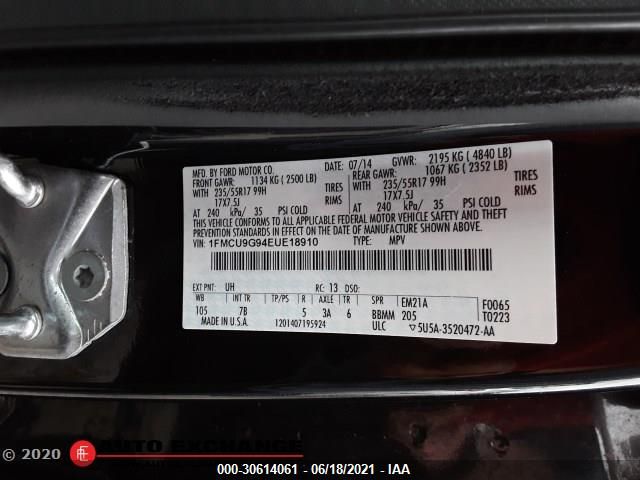 MFD. BY FORD MOTOR CO. 07/14 GVWR: 2195 KG ( 4840 LB)
FRONT GAWR: 1134 KG ( 2500 LB) REAR GAWR: 1067 KG ( 2352 LB)
WITH 235/55R17 99H TIRES WITH 235/55R17 99H TIRES
17X7.5J RIMS 17X7.5J RIMS
AT 240 kPa/ 35 PSI COLD AT 240 kPa/ 35 PSI COLD
THIS VEHICLE CONFORMS TO ALL APPLICABLE FEDERAL MOTOR VEHICLE SAFETY AND BUMPER
STANDARDS IN EFFECT ON THE DATE OF MANUFACTURE SHOWN ABOVE.
VIN: 1FMCU9G94EUE18910 TYPE: MPV
EXT PNT: UH RC: 13 DSO:
WB INT TR TP/PS R AXLE TR SPR EM21A F0065
105 7B 5 3A 6 BBMM 205 T0223
MADE IN U.S.A. 1201407195924 ULC ▽5U5A-3520472-AA
© 2020 AE AUTO EXCHANGE
000-30614061 - 06/18/2021 - IAA